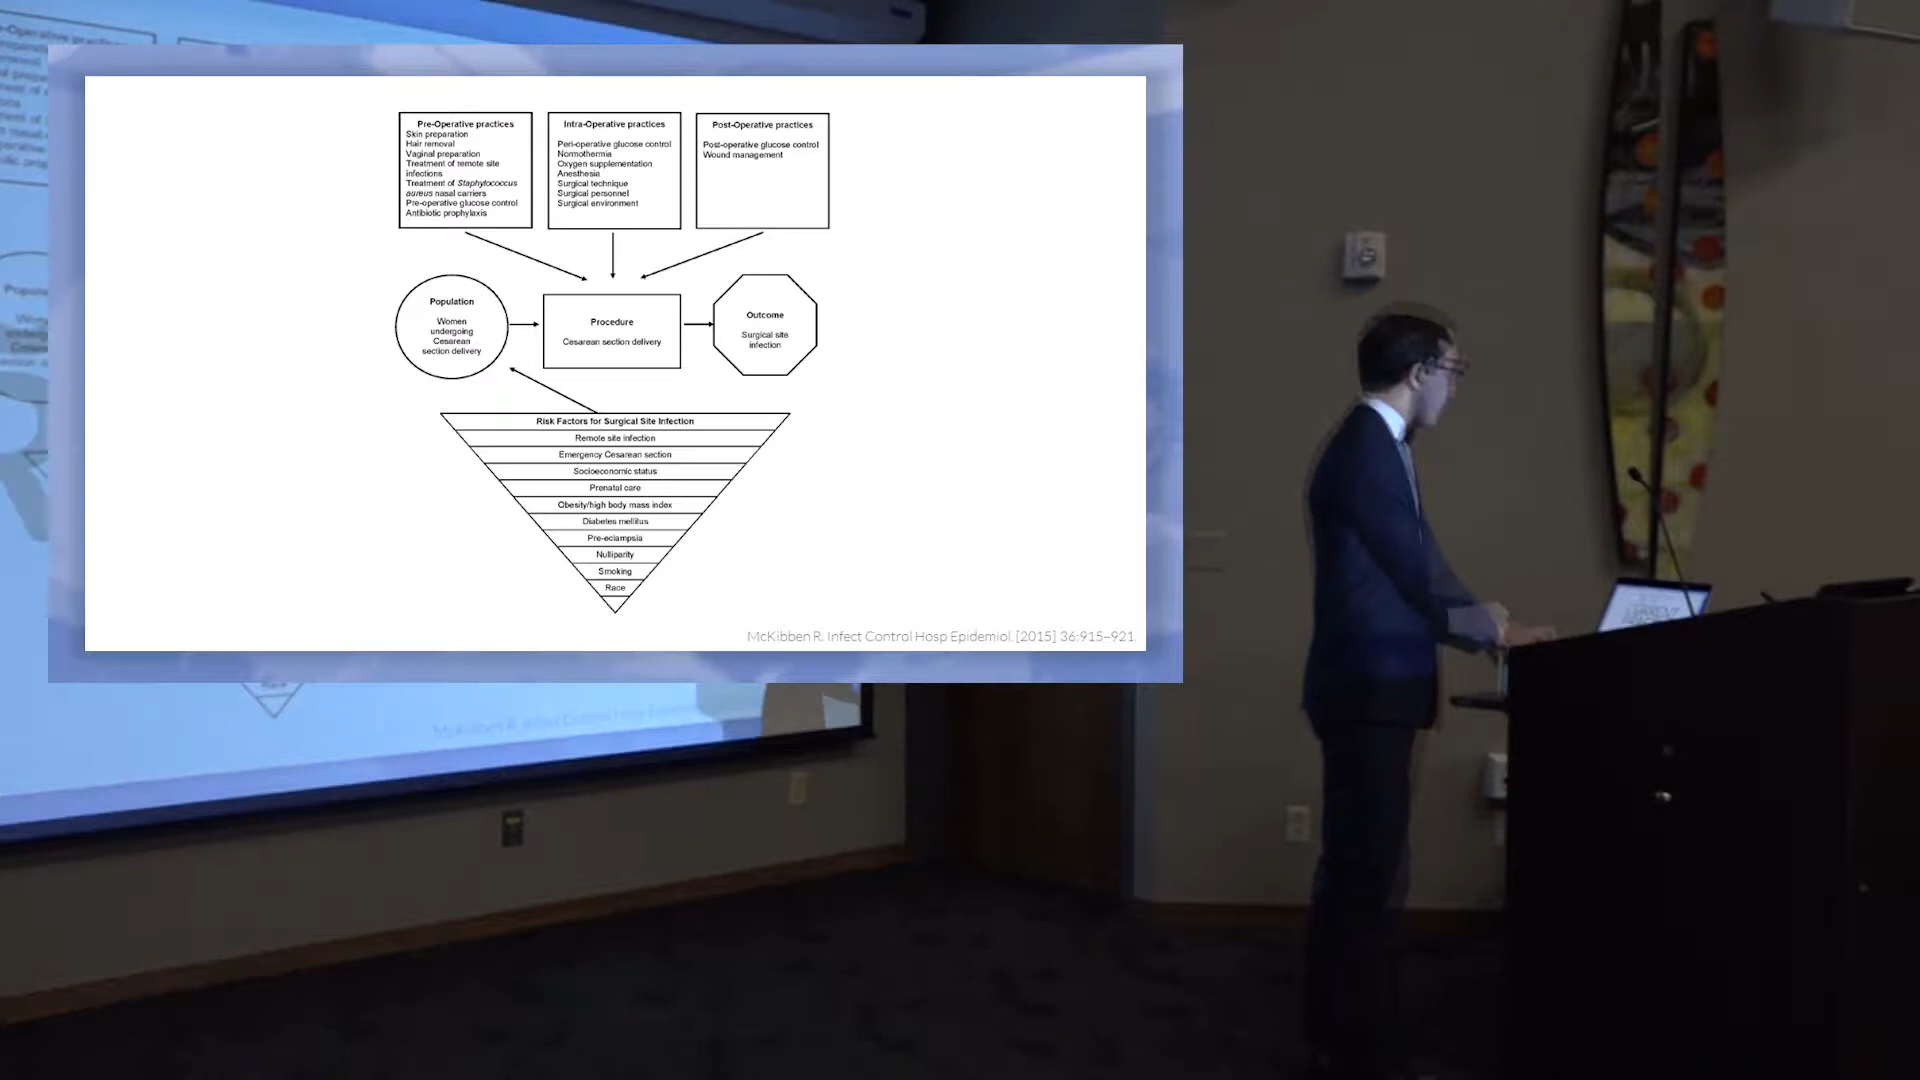 Pre-Operative practices
Skin preparation
Hair removal
Vaginal preparation
Treatment of remote site
infections
Treatment of Staphylococcus
aureus nasal carriers
Pre-operative glucose control
Antibiotic prophylaxis
Intra-Operative practices
Peri-operative glucose control
Normothermia
Oxygen supplementation
Anesthesia
Surgical technique
Surgical personnel
Surgical environment
Post-Operative practices
Post-operative glucose control
Wound management
Population
Women
undergoing
Cesarean
section delivery
Procedure
Cesarean section delivery
Outcome
Surgical site
infection
Risk Factors for Surgical Site Infection
Remote site infection
Emergency Cesarean section
Socioeconomic status
Prenatal care
Obesity/high body mass index
Diabetes mellitus
Pre-eclampsia
Nulliparity
Smoking
Race
McKibben R. Infect Control Hosp Epidemiol. [2015] 36:915–921.